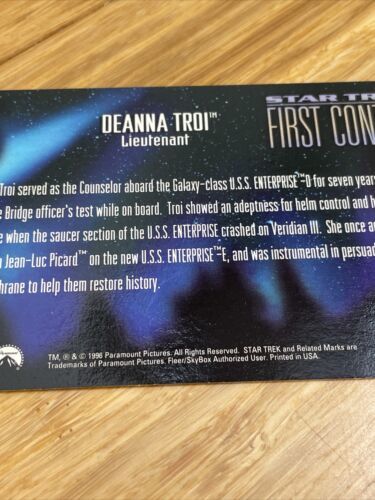 DEANNA TROI™
Lieutenant
STAR TRE
FIRST CON
Troi served as the Counselor aboard the Galaxy-class U.S.S. ENTERPRISE™-D for seven years
e Bridge officer's test while on board. Troi showed an adeptness for helm control and h
e when the saucer section of the U.S.S. ENTERPRISE crashed on Veridian III. She once a
Jean-Luc Picard™ on the new U.S.S. ENTERPRISE™-E, and was instrumental in persuad
hrane to help them restore history.
TM, ® & © 1996 Paramount Pictures. All Rights Reserved. STAR TREK and Related Marks are
Trademarks of Paramount Pictures. Fleer/SkyBox Authorized User. Printed in USA.